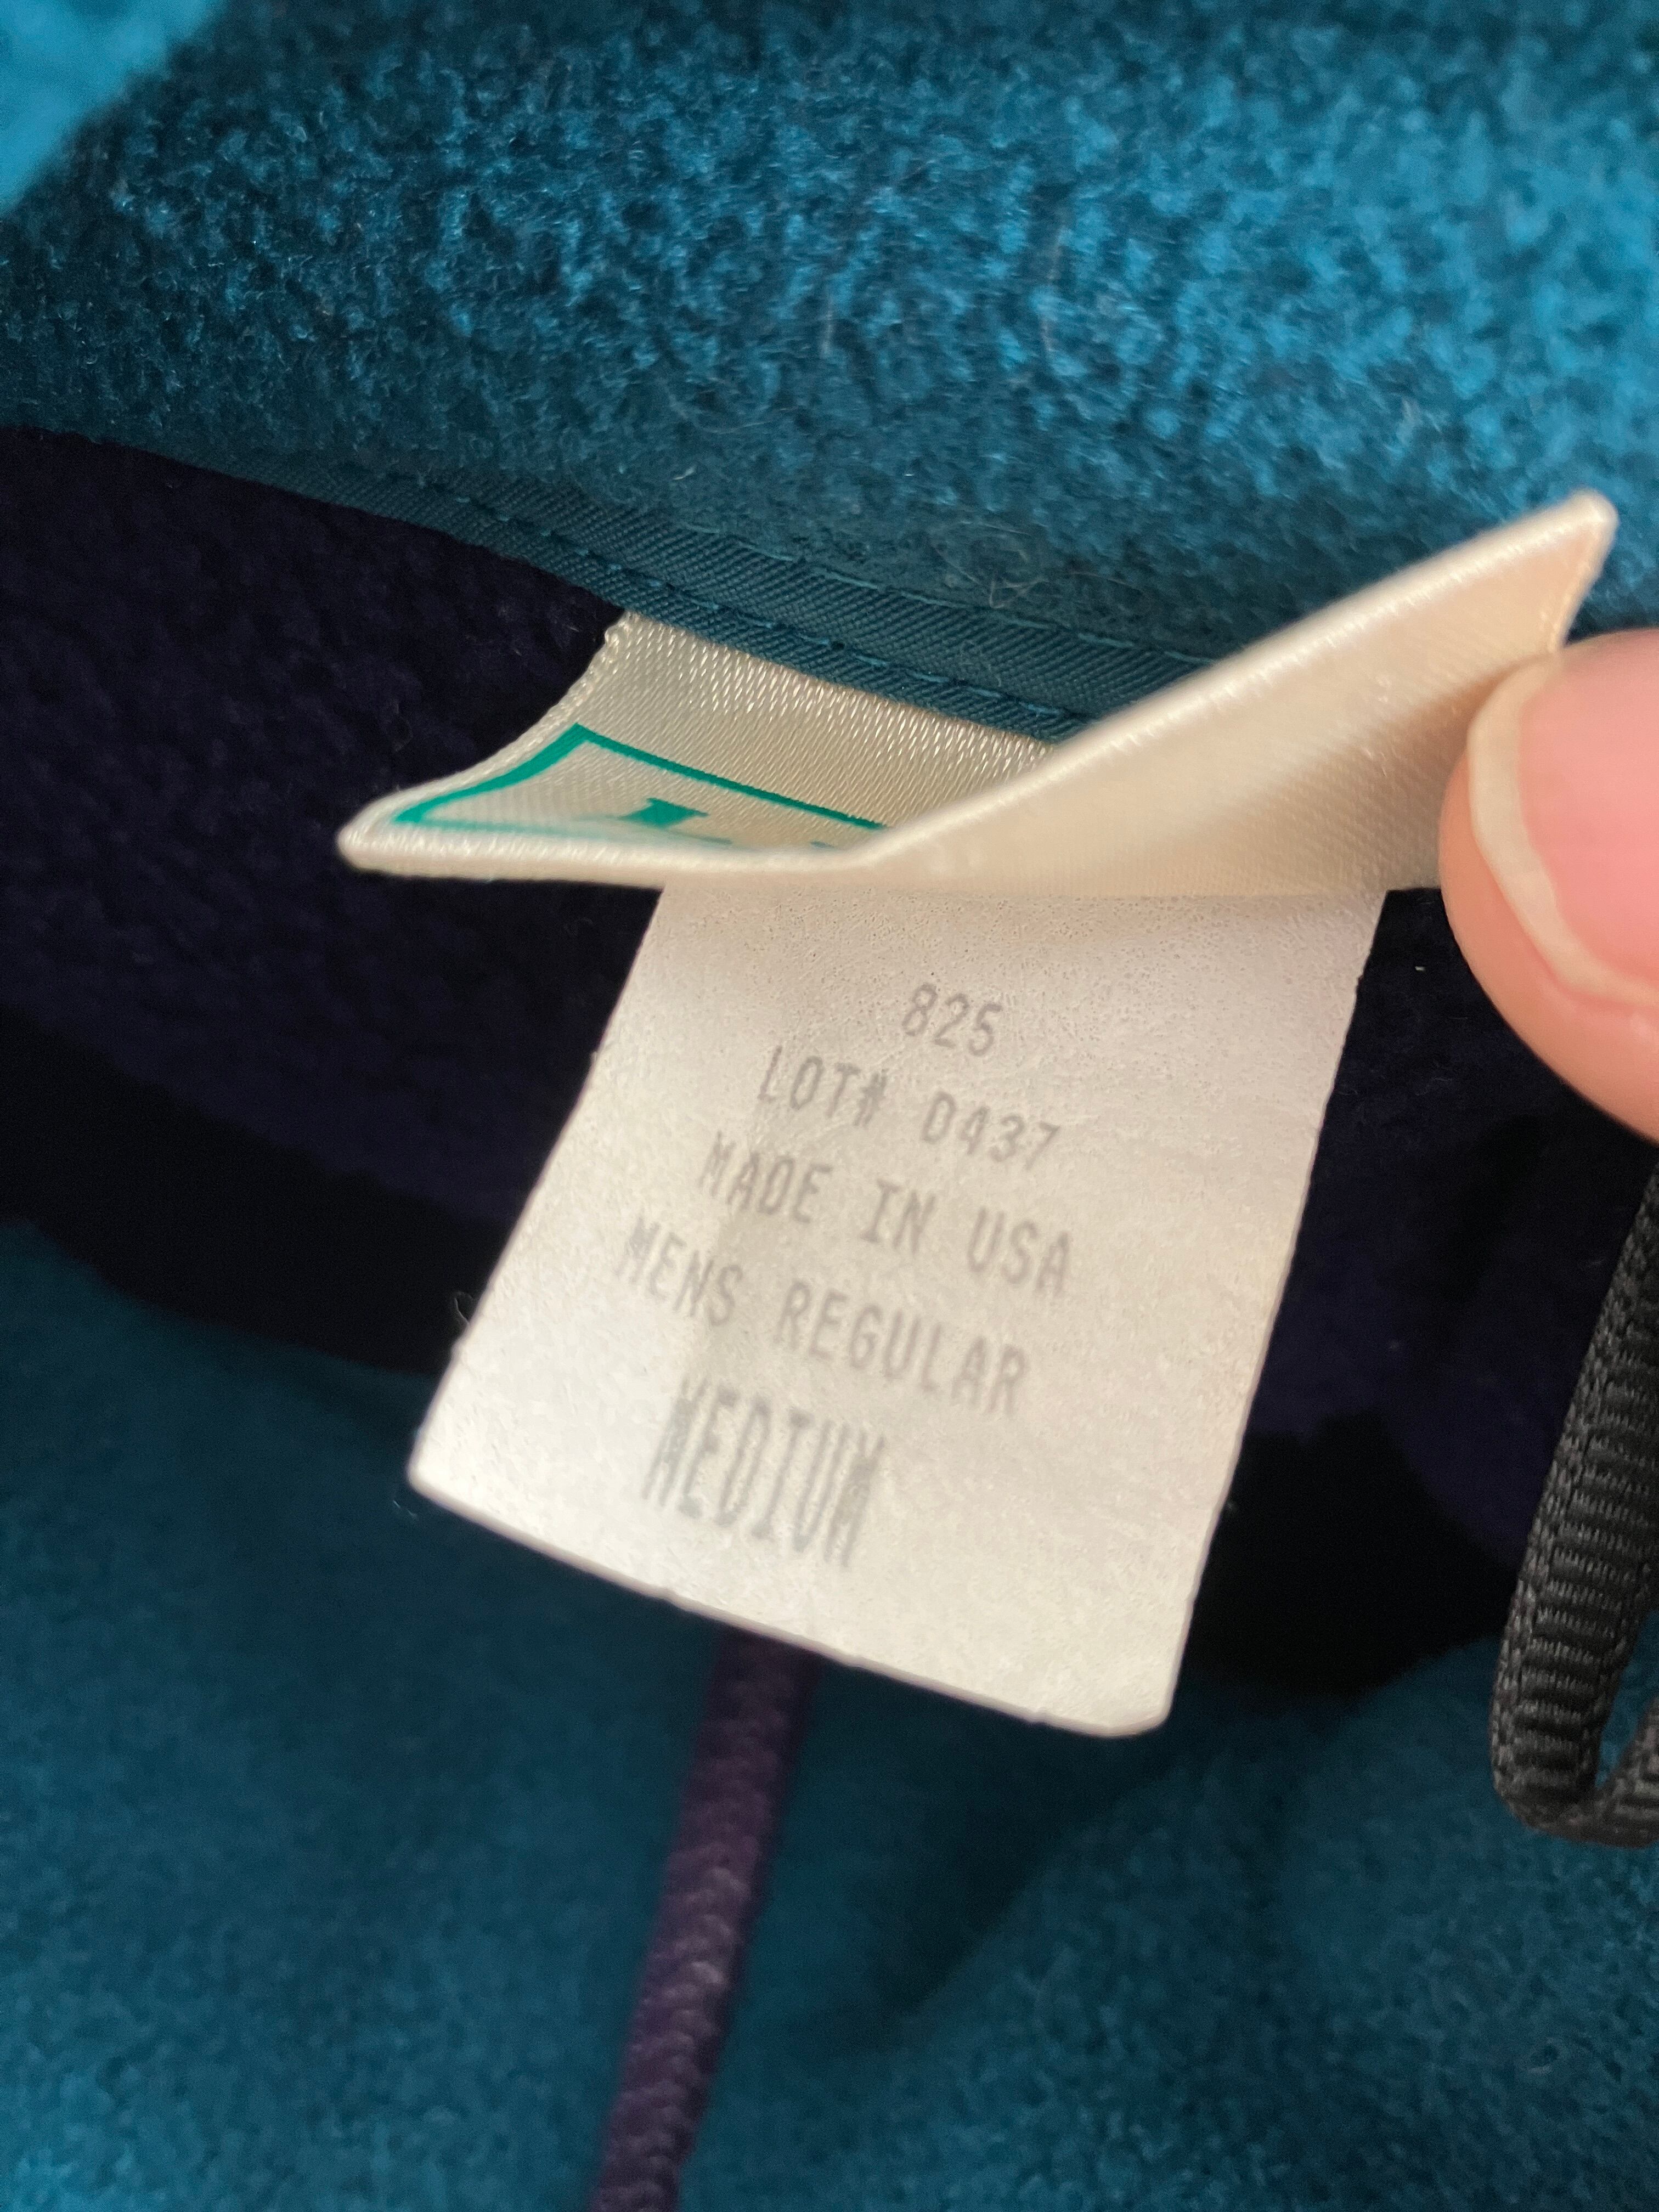 825
LOT# D437
MADE IN USA
MENS REGULAR
MEDIUM